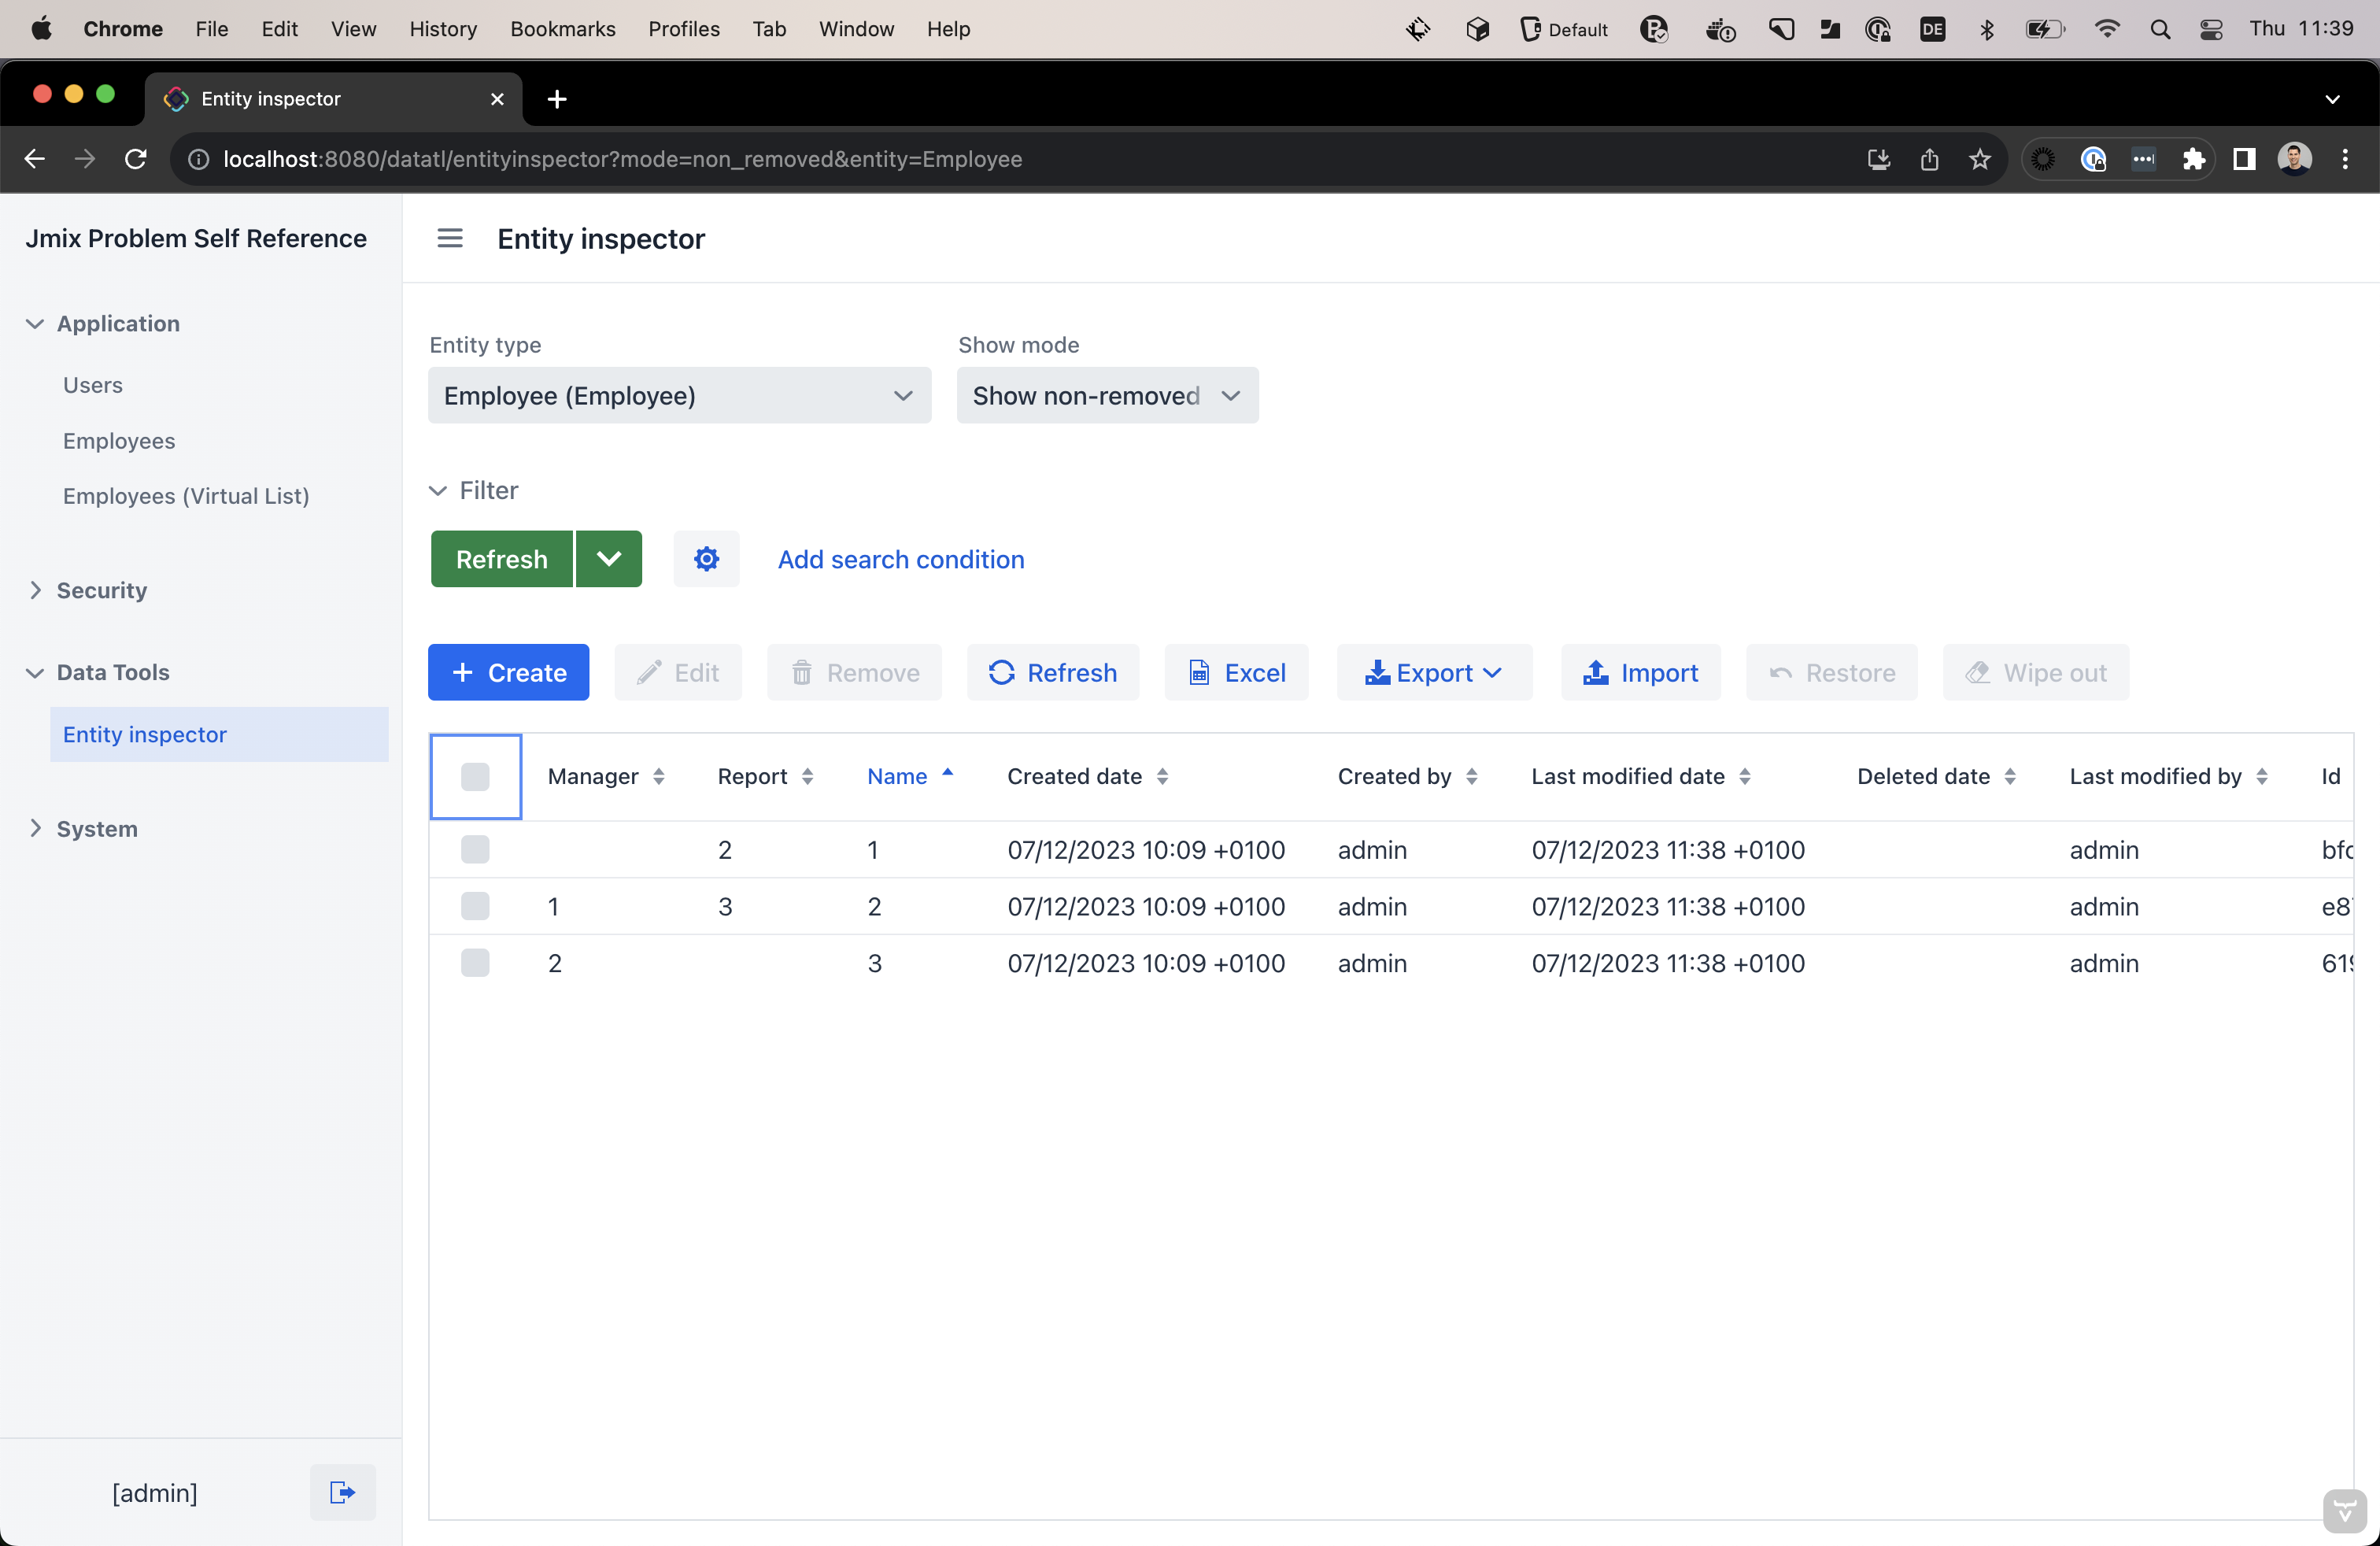 Chrome File Edit View History Bookmarks Profiles Tab Window Help Default DE Thu 11:39
Entity inspector
localhost:8080/datatl/entityinspector?mode=non_removed&entity=Employee
Jmix Problem Self Reference
Entity inspector
Application
Users
Employees
Employees (Virtual List)
Security
Data Tools
Entity inspector
System
[admin]
Entity type Show mode
Employee (Employee) Show non-removed
Filter
Refresh Add search condition
Create Edit Remove Refresh Excel Export Import Restore Wipe out
Manager Report Name Created date Created by Last modified date Deleted date Last modified by Id
2 1 07/12/2023 10:09 +0100 admin 07/12/2023 11:38 +0100 admin
1 3 2 07/12/2023 10:09 +0100 admin 07/12/2023 11:38 +0100 admin
2 3 07/12/2023 10:09 +0100 admin 07/12/2023 11:38 +0100 admin